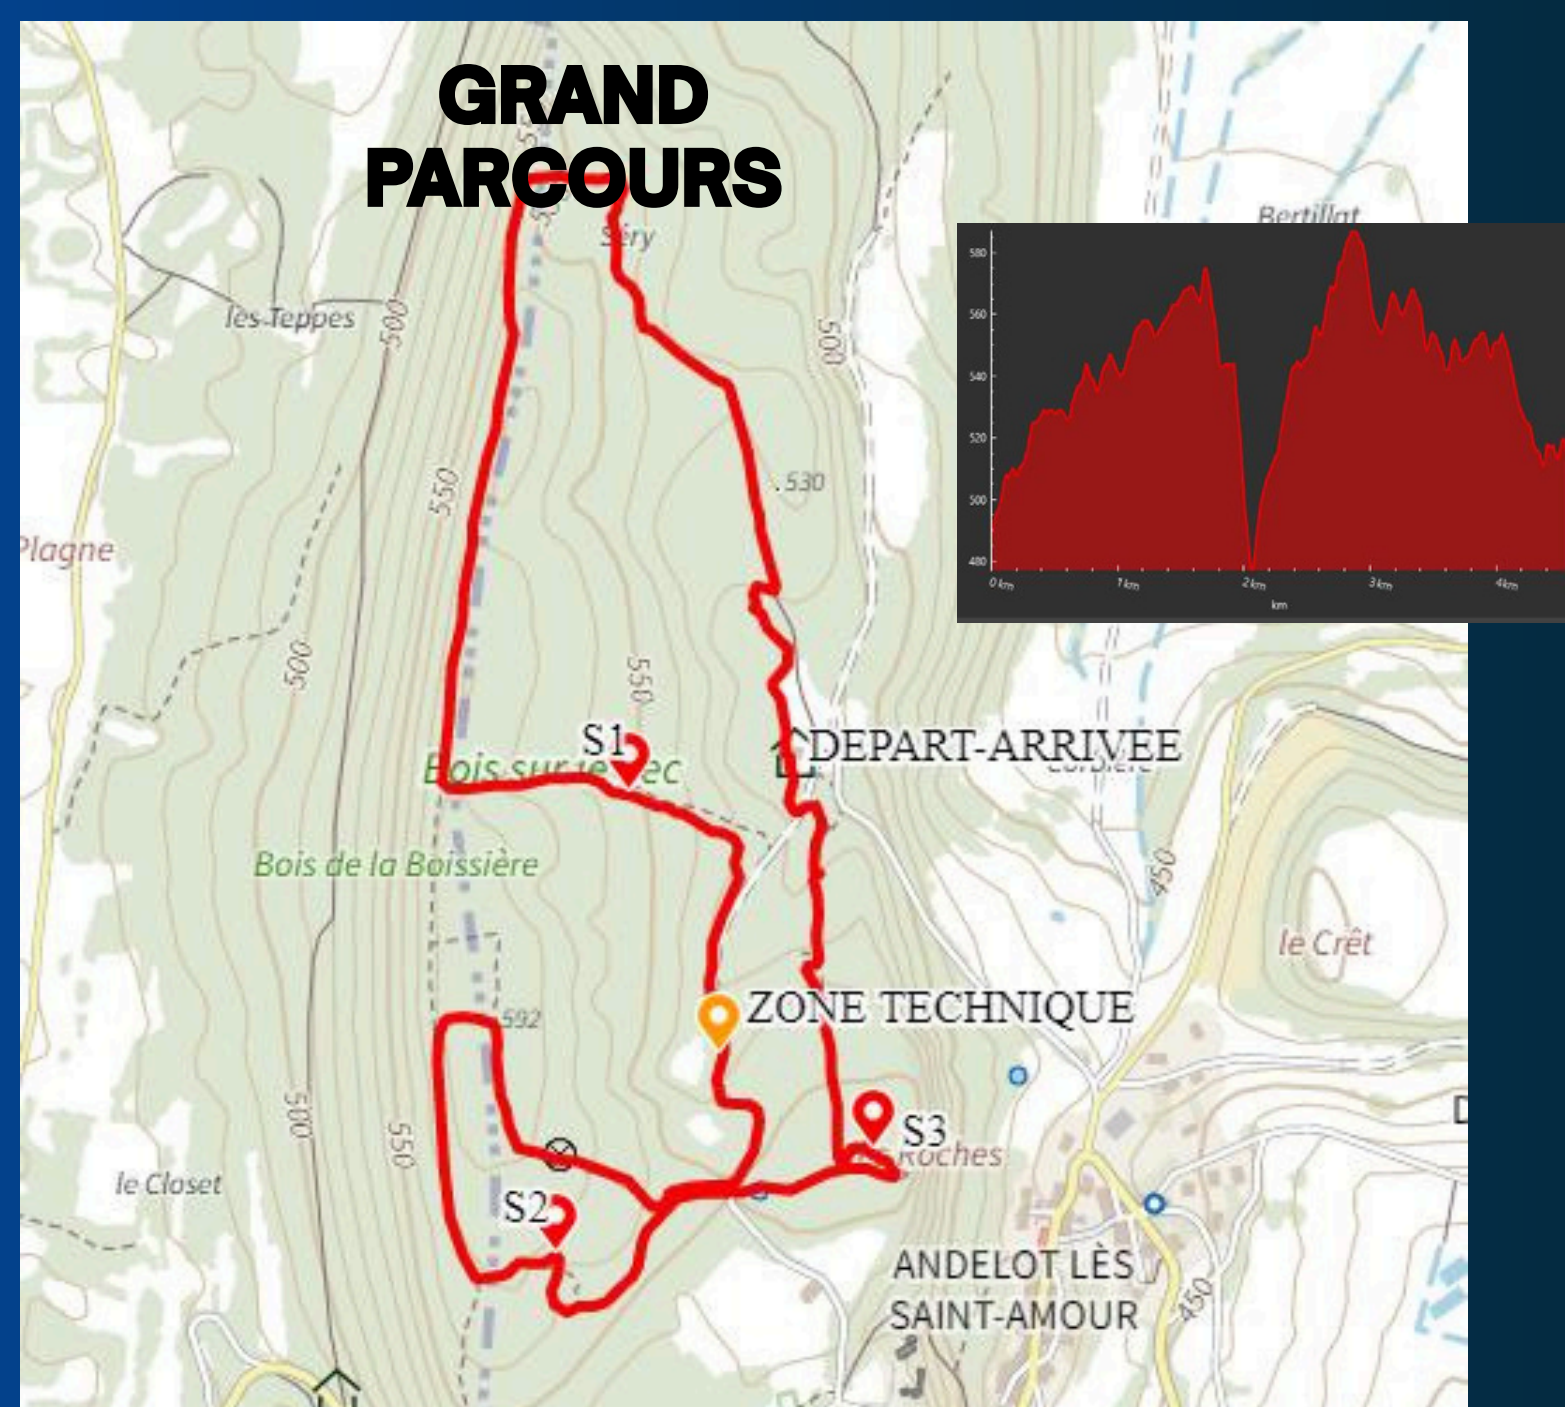 GRAND
PARCOURS
Séry
Bertillat
les Teppes
500
500
580
560
540
520
500
480
0 km
1 km
2 km
3 km
4 km
km
550
. 530
Plagne
500
550
S1
DEPART-ARRIVEE
Bois de la Boissière
450
le Crêt
592
ZONE TECHNIQUE
500
550
S3
Roches
le Closet
S2
ANDELOT LÈS
SAINT-AMOUR
450